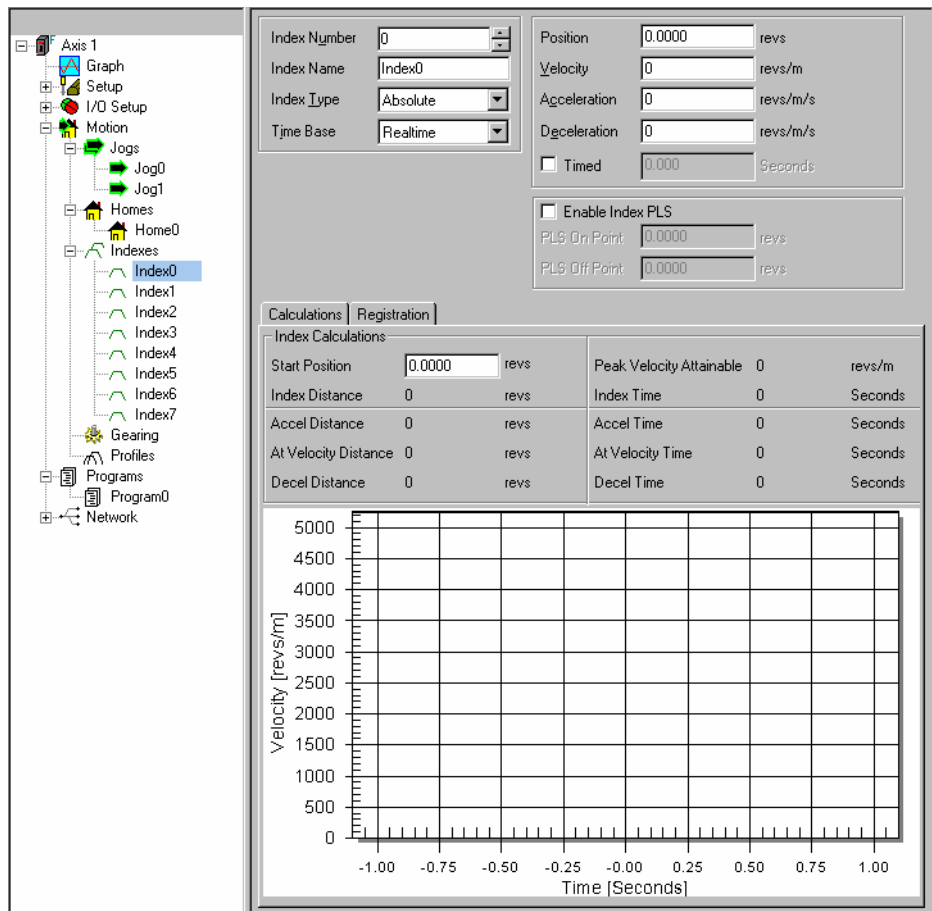 Axis 1
Graph
Setup
I/O Setup
Motion
Jogs
Jog0
Jog1
Homes
Home0
Indexes
Index0
Index1
Index2
Index3
Index4
Index5
Index6
Index7
Gearing
Profiles
Programs
Program0
Network
Index Number 0
Index Name Index0
Index Type Absolute
Time Base Realtime
Position 0.0000 revs
Velocity 0 revs/m
Acceleration 0 revs/m/s
Deceleration 0 revs/m/s
Timed 0.000 Seconds
Enable Index PLS
PLS On Point 0.0000 revs
PLS Off Point 0.0000 revs
Calculations Registration
Index Calculations
Start Position 0.0000 revs Peak Velocity Attainable 0 revs/m
Index Distance 0 revs Index Time 0 Seconds
Accel Distance 0 revs Accel Time 0 Seconds
At Velocity Distance 0 revs At Velocity Time 0 Seconds
Decel Distance 0 revs Decel Time 0 Seconds
5000
4500
4000
3500
3000
2500
2000
1500
1000
500
0
Velocity [revs/m]
-1.00 -0.75 -0.50 -0.25 -0.00 0.25 0.50 0.75 1.00
Time [Seconds]